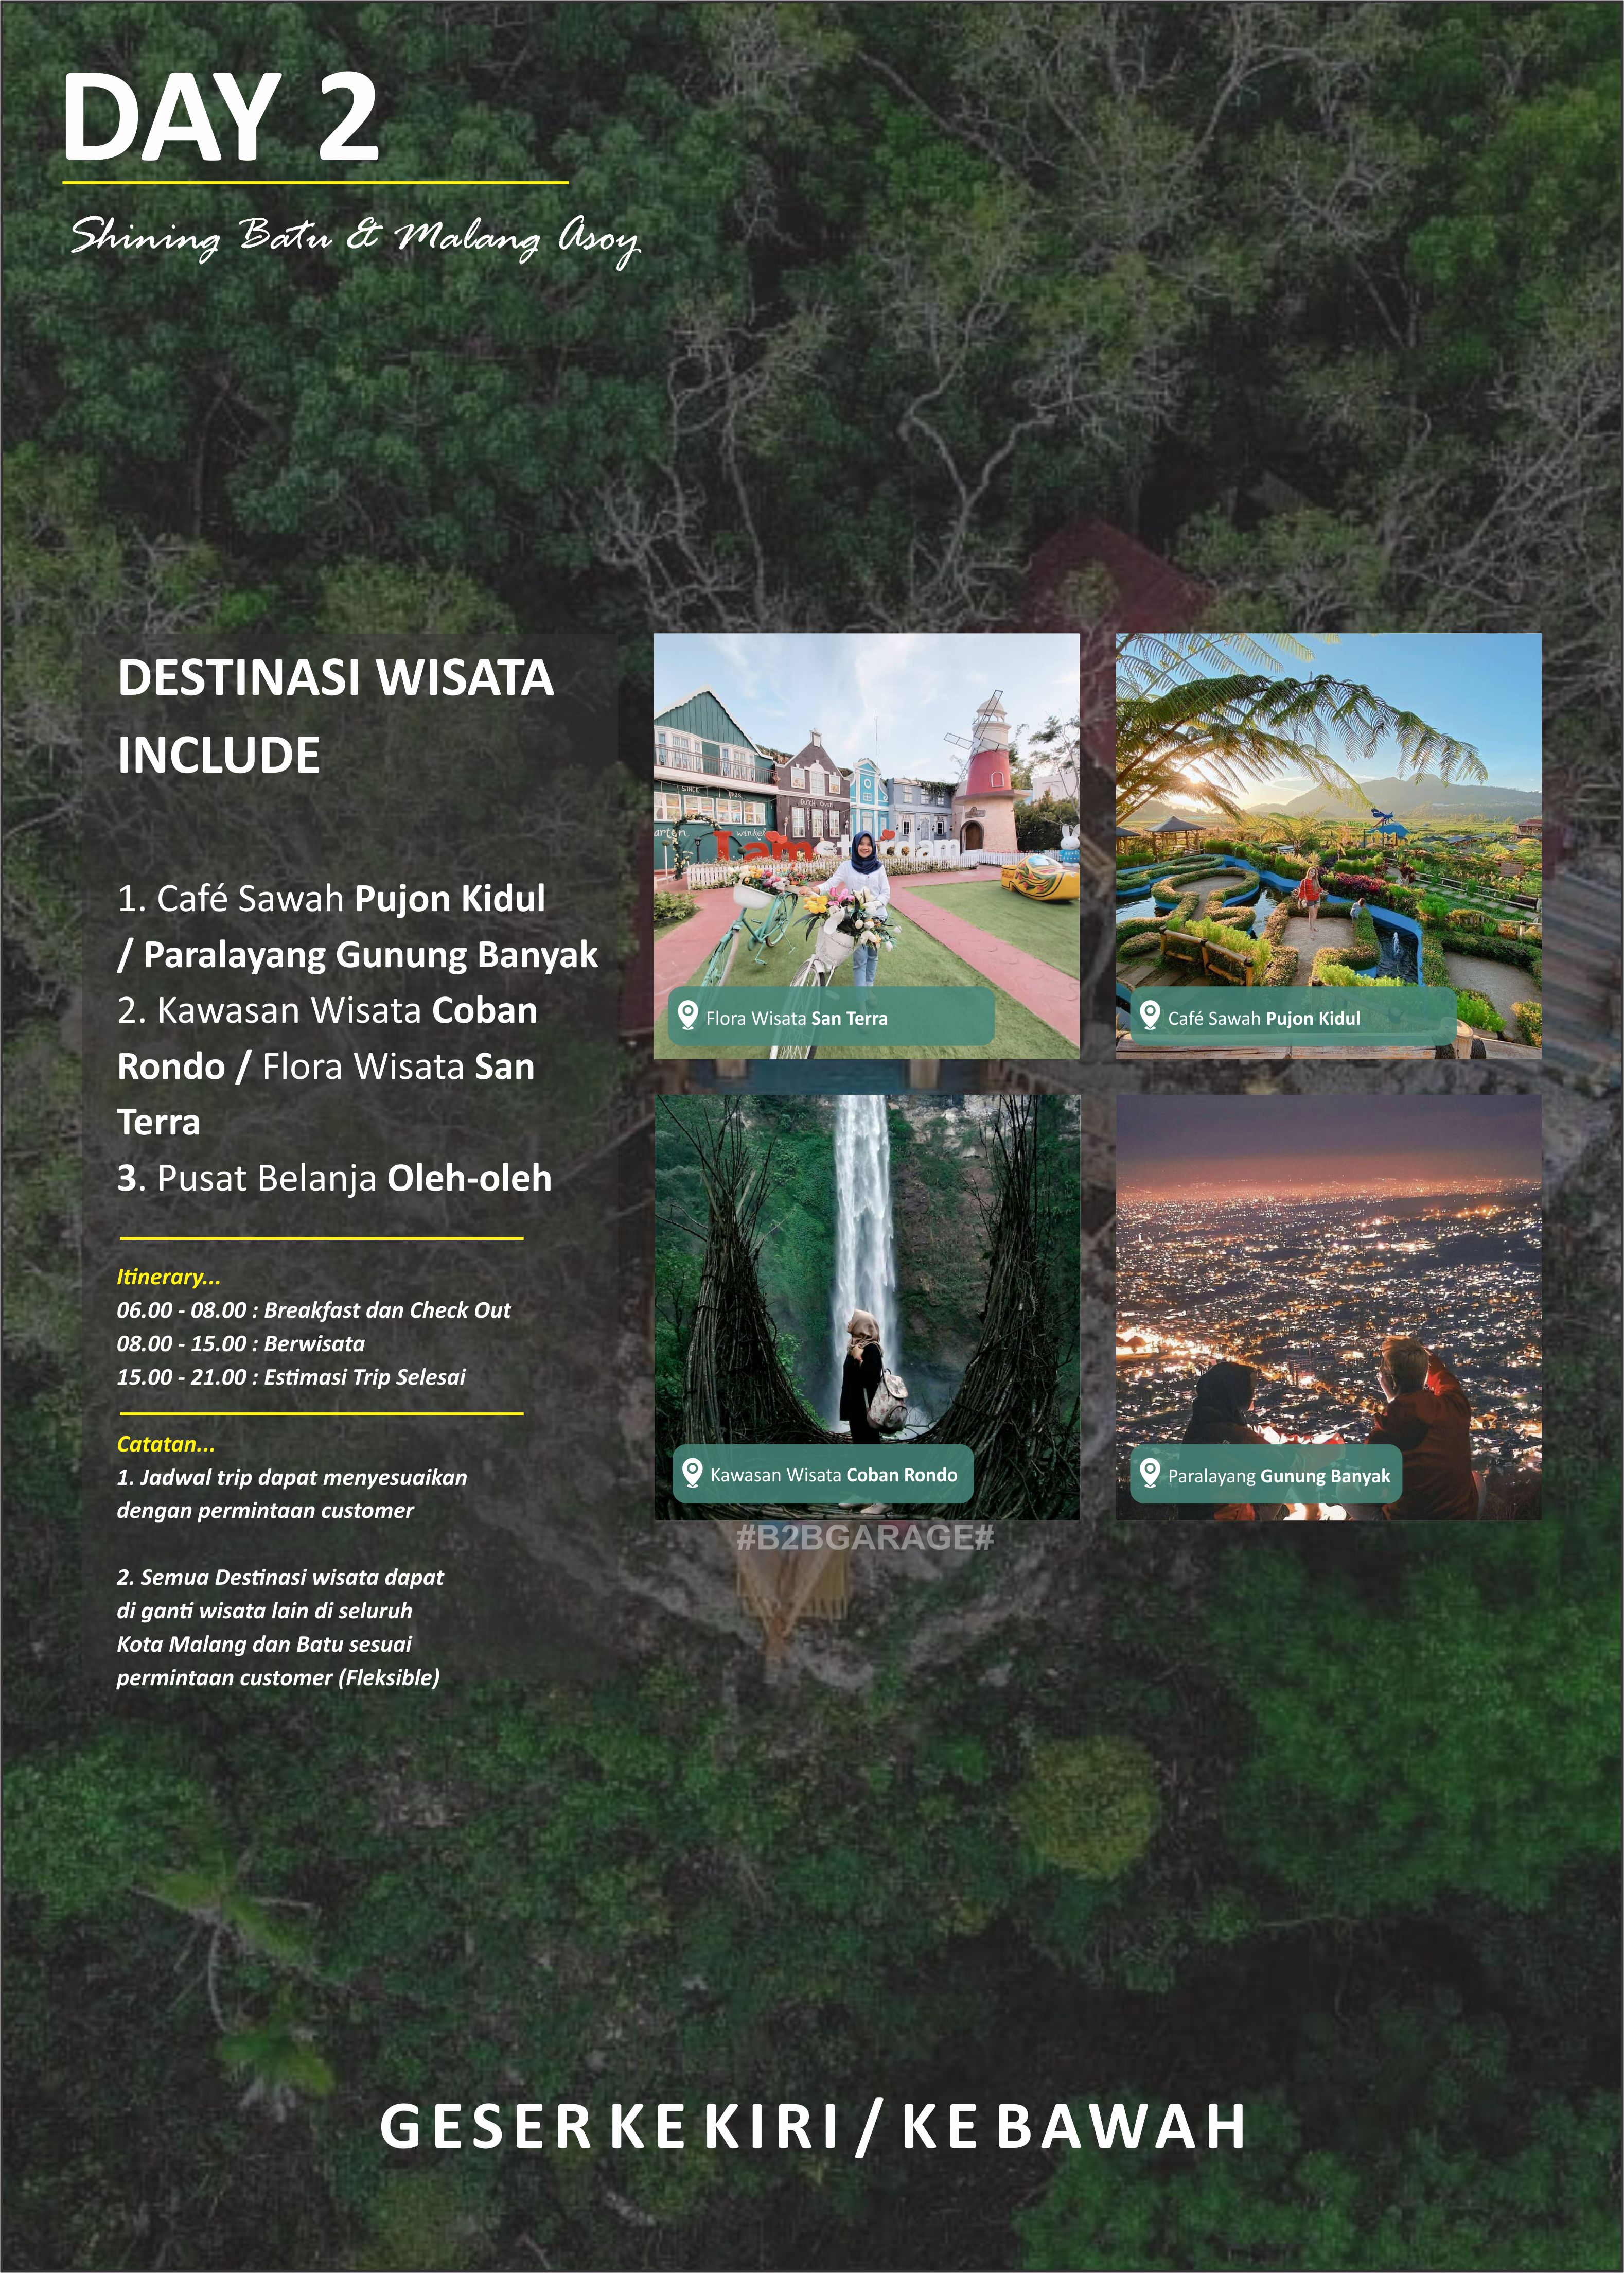 DAY 2
Shining Batu & Malang Asoy
DESTINASI WISATA
INCLUDE
1. Café Sawah Pujon Kidul
/ Paralayang Gunung Banyak
2. Kawasan Wisata Coban
Rondo / Flora Wisata San
Terra
3. Pusat Belanja Oleh-oleh
Itinerary...
06.00 - 08.00 : Breakfast dan Check Out
08.00 - 15.00 : Berwisata
15.00 - 21.00 : Estimasi Trip Selesai
Catatan...
1. Jadwal trip dapat menyesuaikan
dengan permintaan customer
2. Semua Destinasi wisata dapat
di ganti wisata lain di seluruh
Kota Malang dan Batu sesuai
permintaan customer (Fleksible)
SINCE
DUTCH OVEN
winkel
I amsterdam
Flora Wisata San Terra
Café Sawah Pujon Kidul
Kawasan Wisata Coban Rondo
Paralayang Gunung Banyak
#B2BGARAGE#
GESER KE KIRI / KE BAWAH